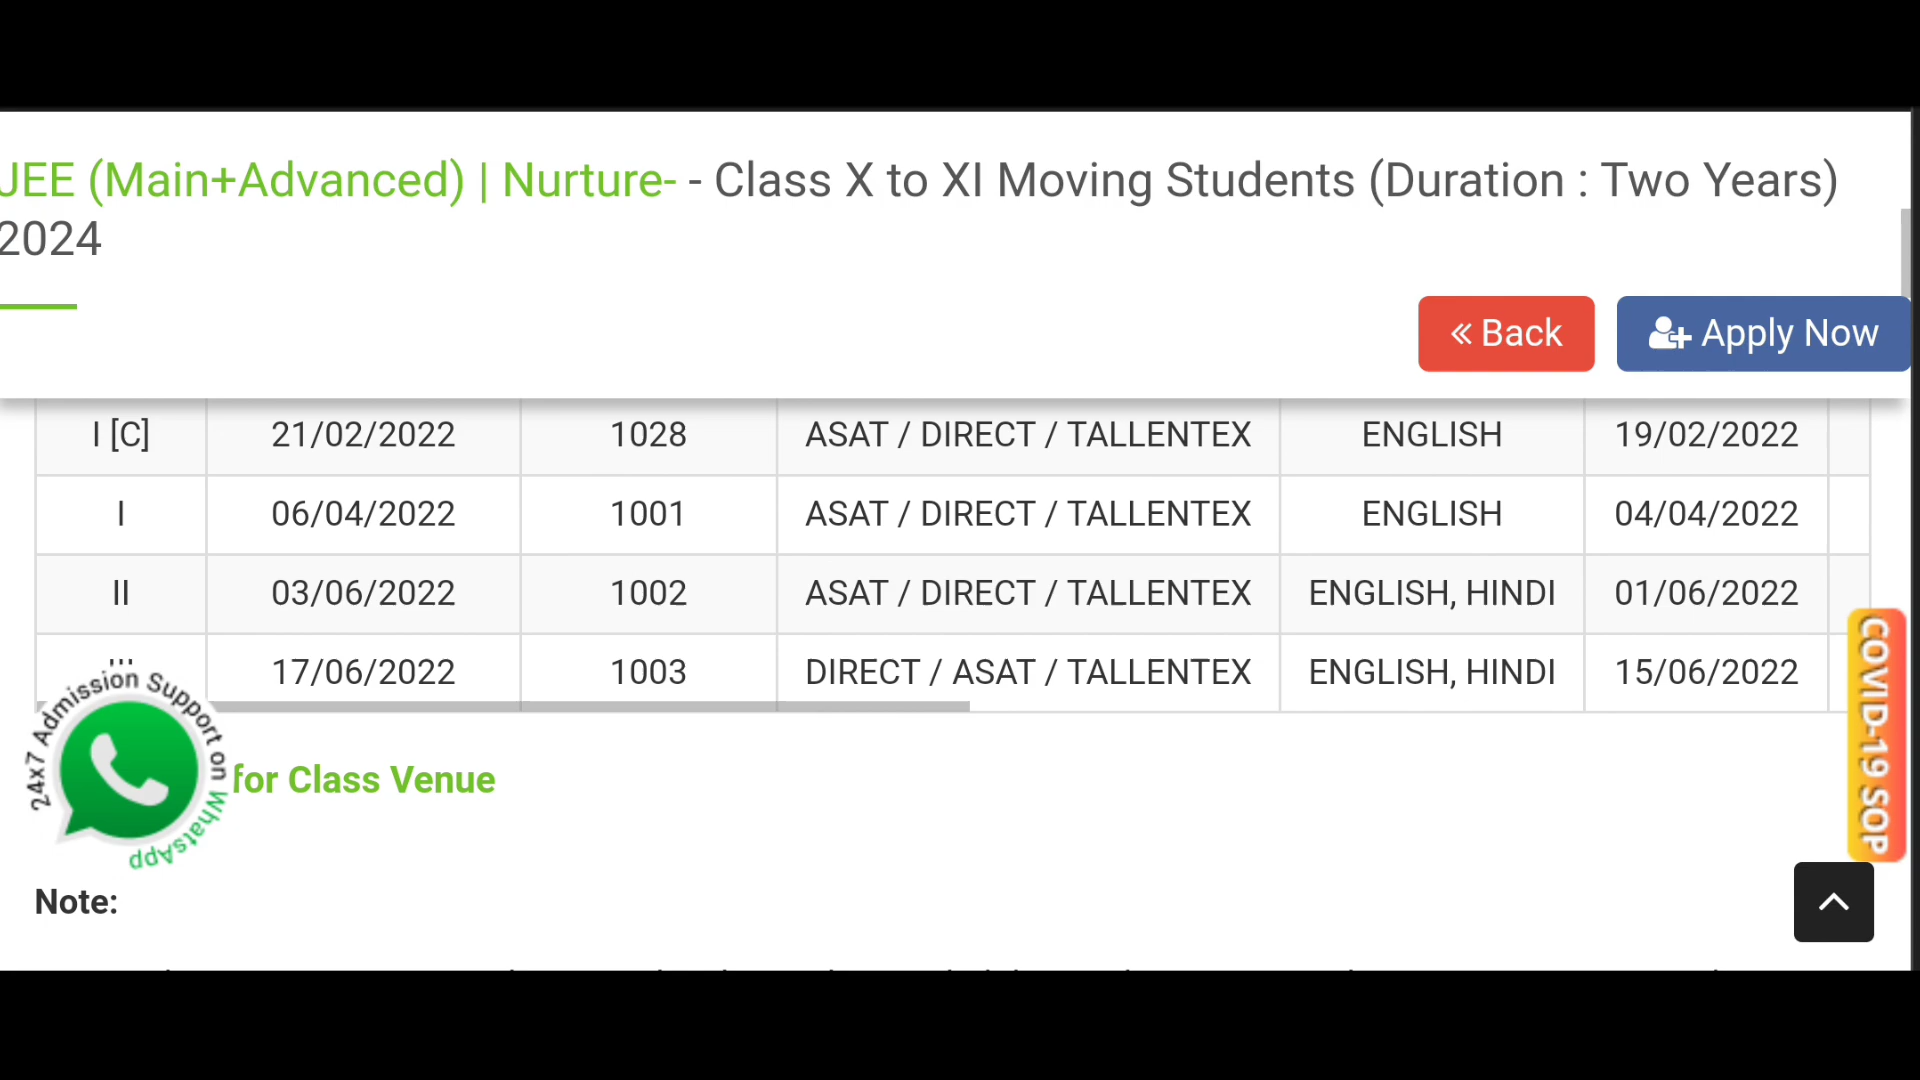 JEE (Main+Advanced) | Nurture- - Class X to XI Moving Students (Duration : Two Years)
2024
« Back
Apply Now
I [C] 21/02/2022 1028 ASAT / DIRECT / TALLENTEX ENGLISH 19/02/2022
I 06/04/2022 1001 ASAT / DIRECT / TALLENTEX ENGLISH 04/04/2022
II 03/06/2022 1002 ASAT / DIRECT / TALLENTEX ENGLISH, HINDI 01/06/2022
17/06/2022 1003 DIRECT / ASAT / TALLENTEX ENGLISH, HINDI 15/06/2022
24x7 Admission Support on WhatsApp
for Class Venue
COVID-19 SOP
Note: